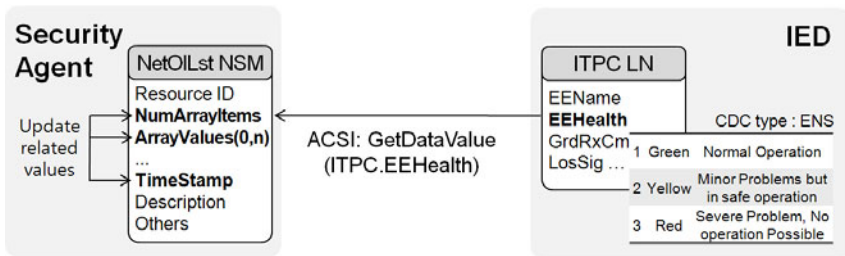 Security
Agent
NetOILst NSM
Resource ID
NumArrayItems
ArrayValues(0,n)
...
TimeStamp
Description
Others
Update
related
values
ACSI: GetDataValue
(ITPC.EEHealth)
IED
ITPC LN
EEName
EEHealth
GrdRxCm
LosSig ...
CDC type : ENS
1 Green Normal Operation
2 Yellow Minor Problems but
in safe operation
3 Red Severe Problem, No
operation Possible